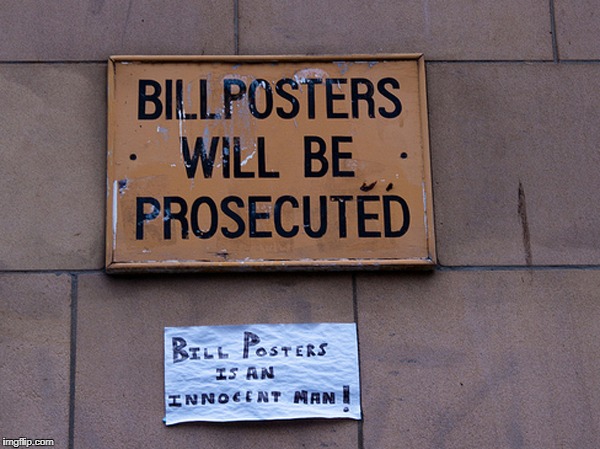 BILLPOSTERS
· WILL BE ·
PROSECUTED
BILL POSTERS
IS AN
INNOCENT MAN!
imgflip.com